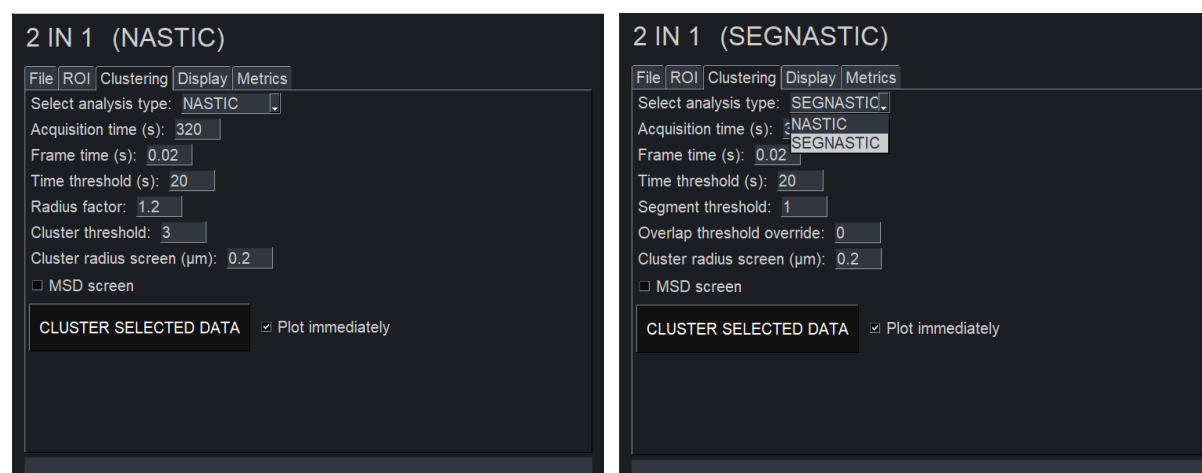 2 IN 1 (NASTIC)
File ROI Clustering Display Metrics
Select analysis type: NASTIC
Acquisition time (s): 320
Frame time (s): 0.02
Time threshold (s): 20
Radius factor: 1.2
Cluster threshold: 3
Cluster radius screen (µm): 0.2
MSD screen
CLUSTER SELECTED DATA Plot immediately
2 IN 1 (SEGNASTIC)
File ROI Clustering Display Metrics
Select analysis type: SEGNASTIC
Acquisition time (s):
NASTIC
SEGNASTIC
Frame time (s): 0.02
Time threshold (s): 20
Segment threshold: 1
Overlap threshold override: 0
Cluster radius screen (µm): 0.2
MSD screen
CLUSTER SELECTED DATA Plot immediately